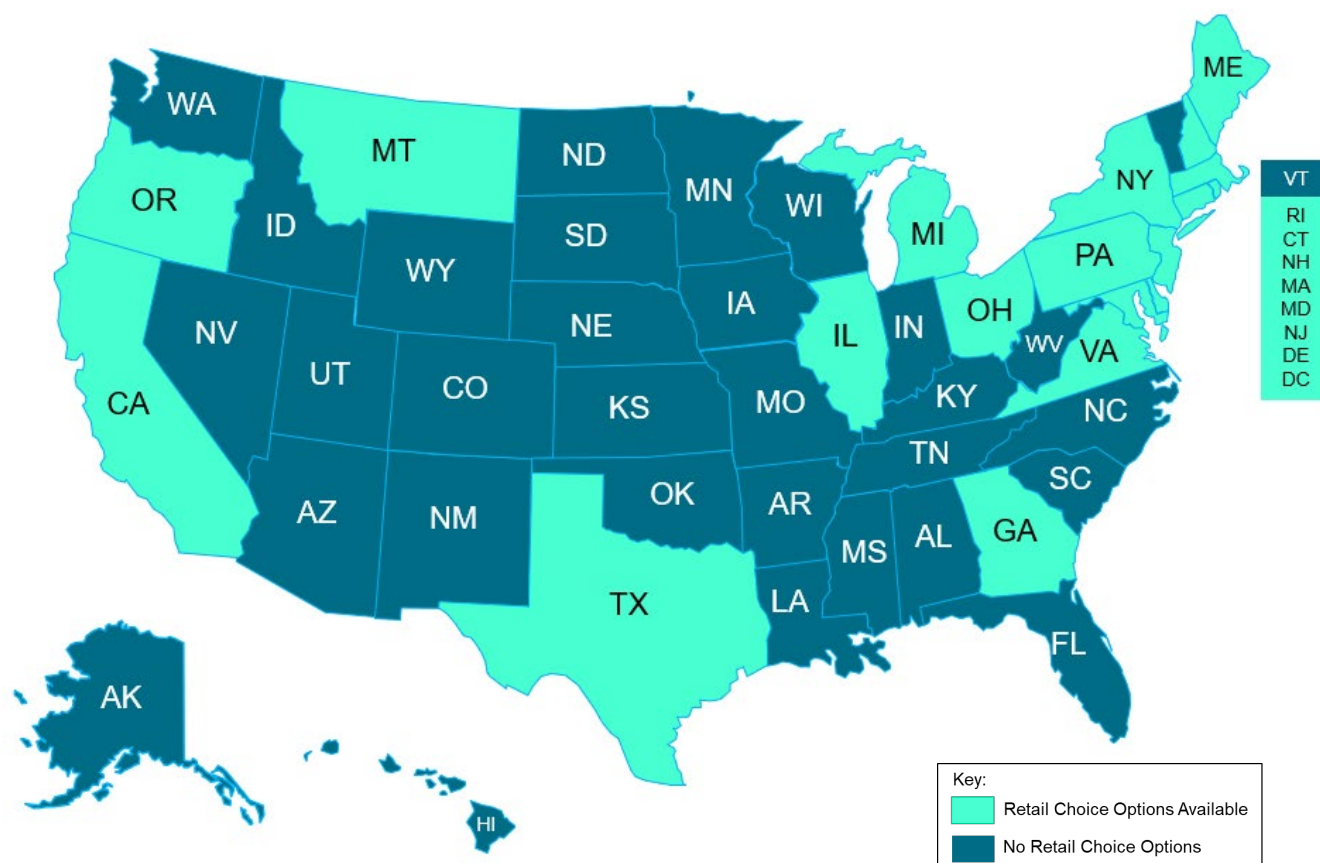 ME
WA
MT
ND
MN
VT
NY
OR
ID
WI
RI
SD
MI
CT
PA
NH
WY
MA
IA
MD
NE
OH
NV
IN
NJ
IL
WV
VA
DE
UT
CO
DC
CA
KS
MO
KY
NC
TN
SC
OK
AZ
NM
AR
GA
MS
AL
TX
LA
FL
AK
HI
Key:
Retail Choice Options Available
No Retail Choice Options